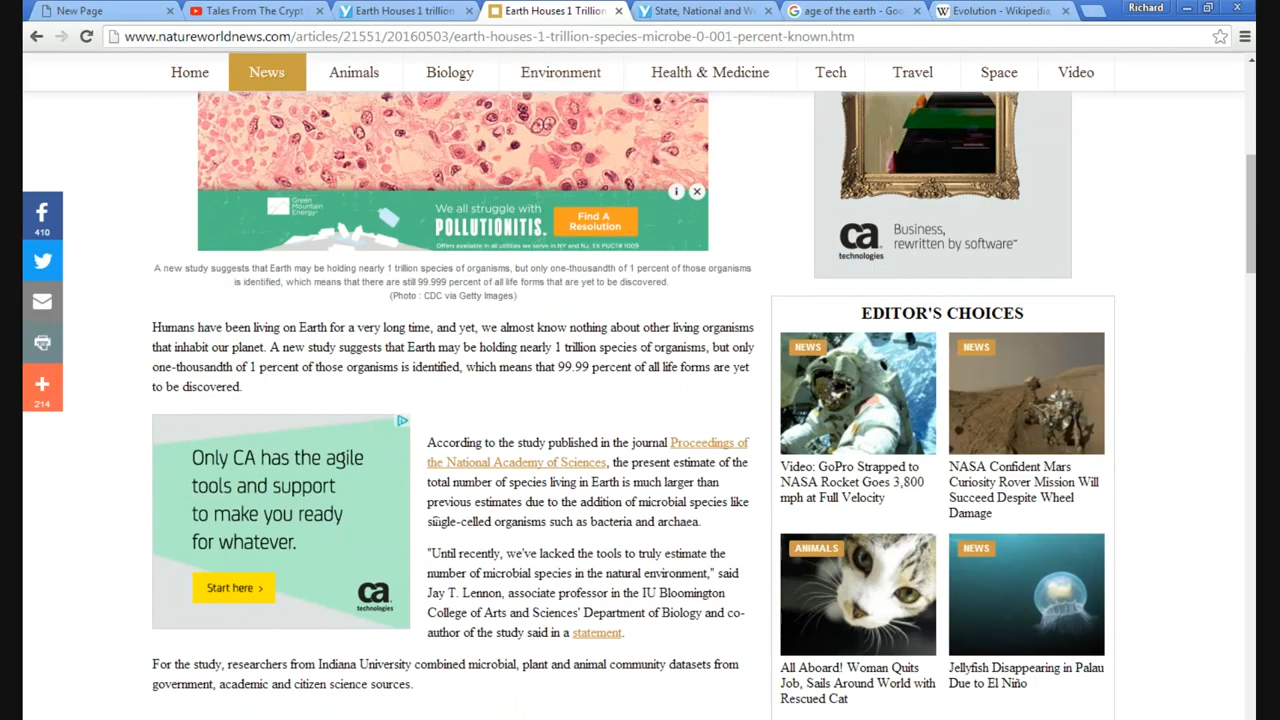 New Page
Tales From The Crypt
Earth Houses 1 trillion
Earth Houses 1 Trillion
State, National and W
age of the earth - Goo
Evolution - Wikipedia,
Richard
www.natureworldnews.com/articles/21551/20160503/earth-houses-1-trillion-species-microbe-0-001-percent-known.htm
Home
News
Animals
Biology
Environment
Health & Medicine
Tech
Travel
Space
Video
Green
Mountain
Energy
We all struggle with
POLLUTIONITIS.
Find A
Resolution
Offers available in all utilities we serve in NY and NJ, TX PUCT# 1009
ca
technologies
Business,
rewritten by software™
410
214
A new study suggests that Earth may be holding nearly 1 trillion species of organisms, but only one-thousandth of 1 percent of those organisms
is identified, which means that there are still 99.999 percent of all life forms that are yet to be discovered.
(Photo : CDC via Getty Images)
Humans have been living on Earth for a very long time, and yet, we almost know nothing about other living organisms
that inhabit our planet. A new study suggests that Earth may be holding nearly 1 trillion species of organisms, but only
one-thousandth of 1 percent of those organisms is identified, which means that 99.99 percent of all life forms are yet
to be discovered.
Only CA has the agile
tools and support
to make you ready
for whatever.
Start here >
ca
technologies
According to the study published in the journal Proceedings of
the National Academy of Sciences, the present estimate of the
total number of species living in Earth is much larger than
previous estimates due to the addition of microbial species like
single-celled organisms such as bacteria and archaea.
"Until recently, we've lacked the tools to truly estimate the
number of microbial species in the natural environment," said
Jay T. Lennon, associate professor in the IU Bloomington
College of Arts and Sciences' Department of Biology and co-
author of the study said in a statement.
For the study, researchers from Indiana University combined microbial, plant and animal community datasets from
government, academic and citizen science sources.
EDITOR'S CHOICES
NEWS
Video: GoPro Strapped to
NASA Rocket Goes 3,800
mph at Full Velocity
NEWS
NASA Confident Mars
Curiosity Rover Mission Will
Succeed Despite Wheel
Damage
ANIMALS
All Aboard! Woman Quits
Job, Sails Around World with
Rescued Cat
NEWS
Jellyfish Disappearing in Palau
Due to El Niño